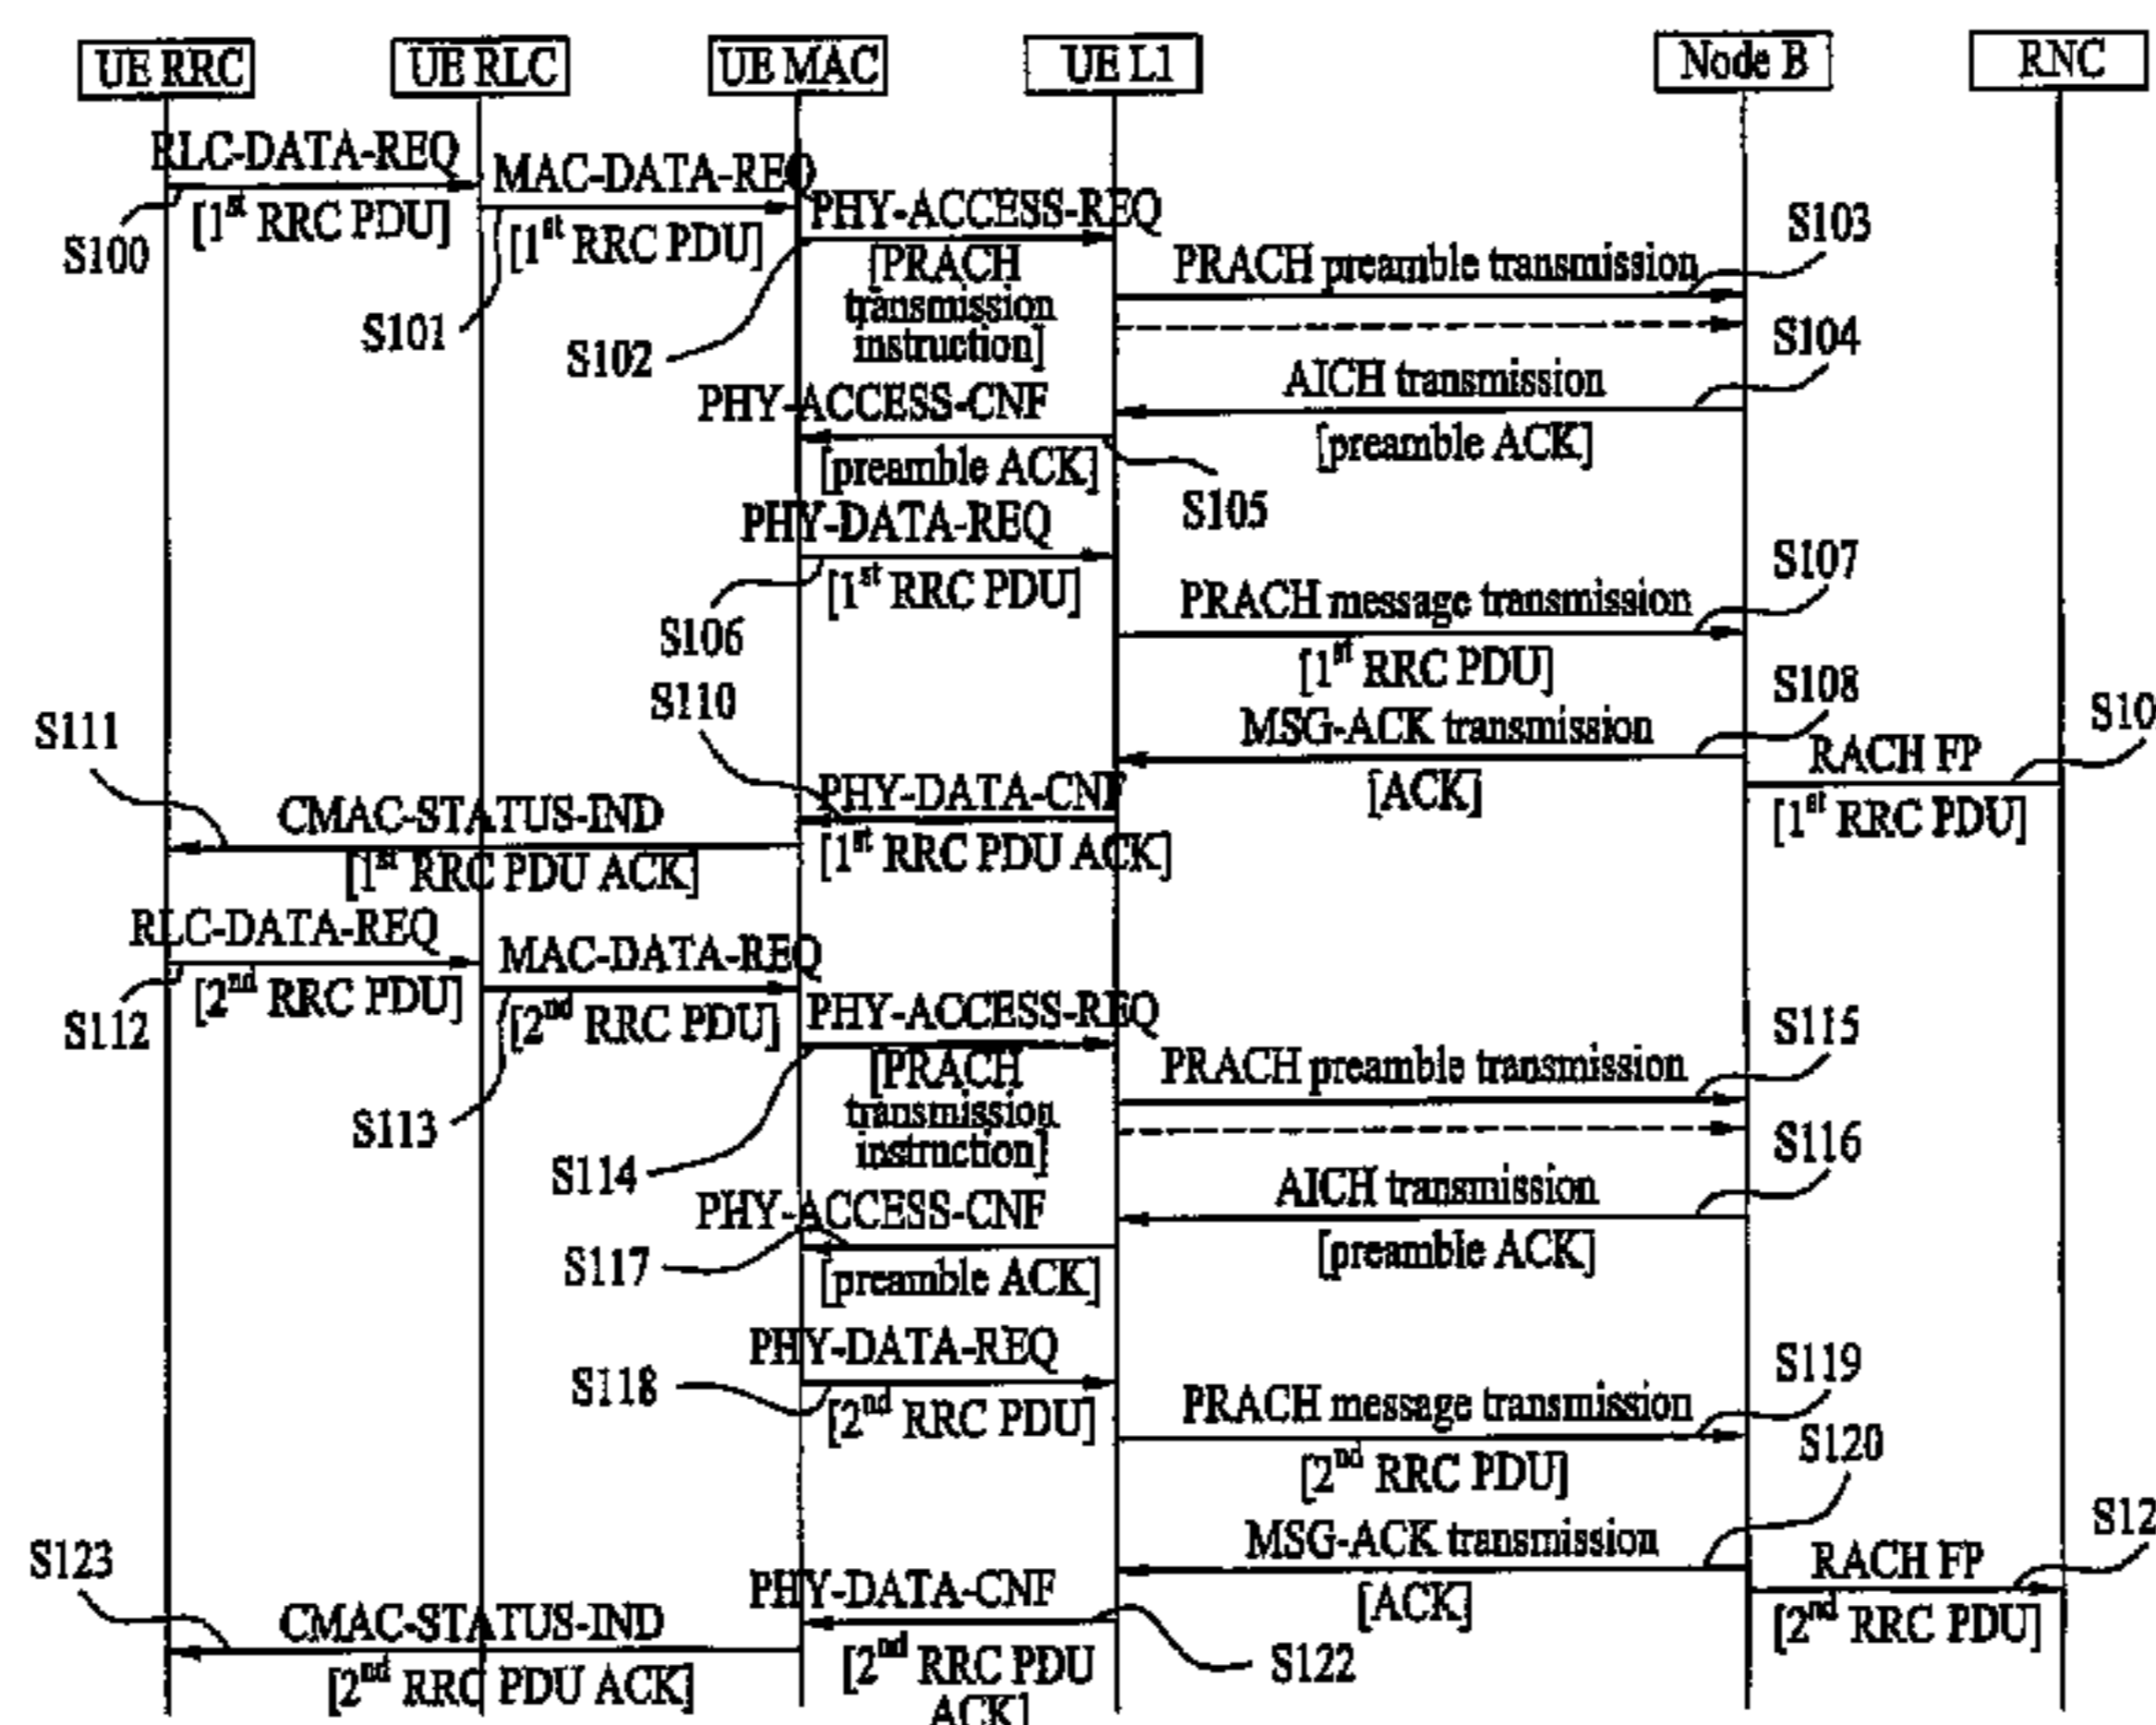 UE RRC
UE RLC
UE MAC
UE L1
Node B
RNC
RLC-DATA-REQ
[1st RRC PDU]
S100
MAC-DATA-REQ
[1st RRC PDU]
S101
PHY-ACCESS-REQ
[PRACH
transmission
instruction]
S102
PRACH preamble transmission
S103
AICH transmission
[preamble ACK]
S104
PHY-ACCESS-CNF
[preamble ACK]
S105
PHY-DATA-REQ
[1st RRC PDU]
S106
PRACH message transmission
[1st RRC PDU]
S107
MSG-ACK transmission
[ACK]
S108
RACH FP
[1st RRC PDU]
S10
PHY-DATA-CNF
[1st RRC PDU ACK]
S110
CMAC-STATUS-IND
[1st RRC PDU ACK]
S111
RLC-DATA-REQ
[2nd RRC PDU]
S112
MAC-DATA-REQ
[2nd RRC PDU]
S113
PHY-ACCESS-REQ
[PRACH
transmission
instruction]
S114
PRACH preamble transmission
S115
AICH transmission
[preamble ACK]
S116
PHY-ACCESS-CNF
[preamble ACK]
S117
PHY-DATA-REQ
[2nd RRC PDU]
S118
PRACH message transmission
[2nd RRC PDU]
S119
MSG-ACK transmission
[ACK]
S120
RACH FP
[2nd RRC PDU]
S12
PHY-DATA-CNF
[2nd RRC PDU
ACK]
S122
CMAC-STATUS-IND
[2nd RRC PDU ACK]
S123